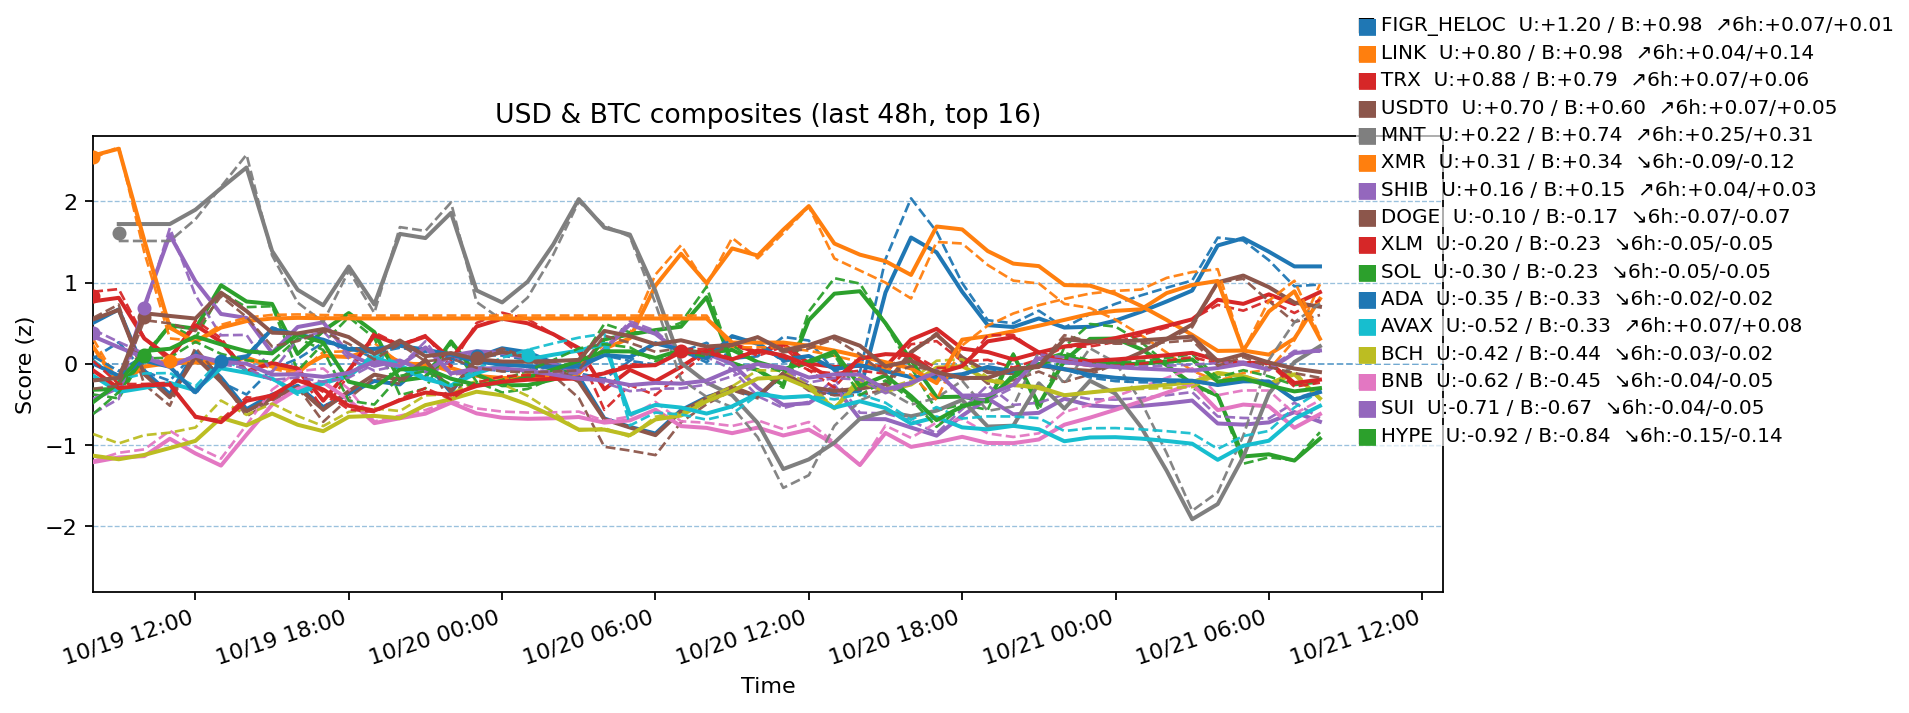 FIGR_HELOC U:+1.20 / B:+0.98 ↗6h:+0.07/+0.01
LINK U:+0.80 / B:+0.98 ↗6h:+0.04/+0.14
TRX U:+0.88 / B:+0.79 ↗6h:+0.07/+0.06
USDT0 U:+0.70 / B:+0.60 ↗6h:+0.07/+0.05
MNT U:+0.22 / B:+0.74 ↗6h:+0.25/+0.31
XMR U:+0.31 / B:+0.34 ↘6h:-0.09/-0.12
SHIB U:+0.16 / B:+0.15 ↗6h:+0.04/+0.03
DOGE U:-0.10 / B:-0.17 ↘6h:-0.07/-0.07
XLM U:-0.20 / B:-0.23 ↘6h:-0.05/-0.05
SOL U:-0.30 / B:-0.23 ↘6h:-0.05/-0.05
ADA U:-0.35 / B:-0.33 ↘6h:-0.02/-0.02
AVAX U:-0.52 / B:-0.33 ↗6h:+0.07/+0.08
BCH U:-0.42 / B:-0.44 ↘6h:-0.03/-0.02
BNB U:-0.62 / B:-0.45 ↘6h:-0.04/-0.05
SUI U:-0.71 / B:-0.67 ↘6h:-0.04/-0.05
HYPE U:-0.92 / B:-0.84 ↘6h:-0.15/-0.14
USD & BTC composites (last 48h, top 16)
Score (z)
2
1
0
−1
−2
10/19 12:00
10/19 18:00
10/20 00:00
10/20 06:00
10/20 12:00
10/20 18:00
10/21 00:00
10/21 06:00
10/21 12:00
Time